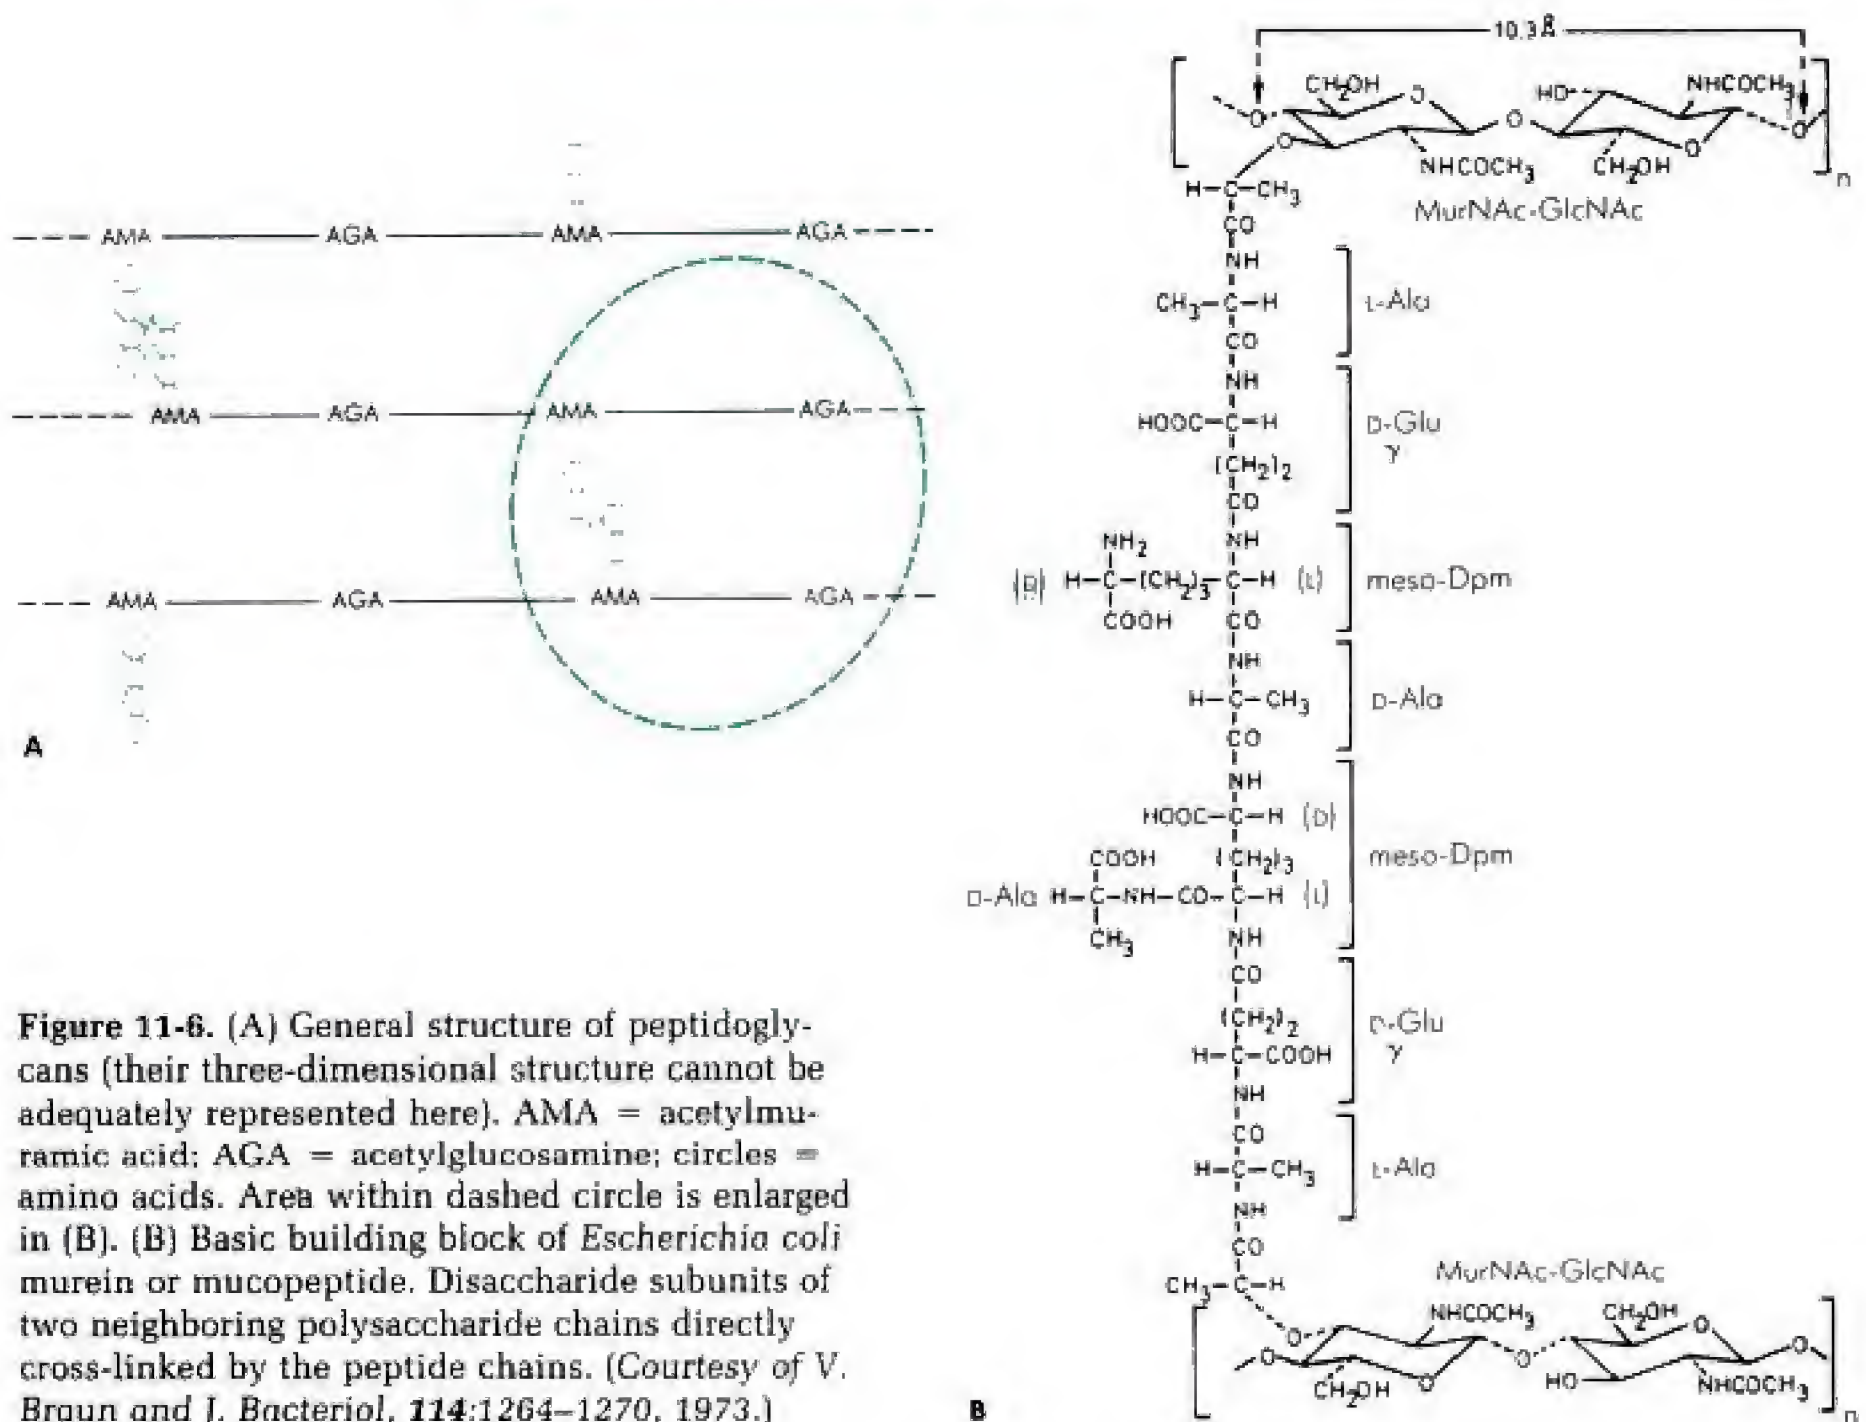 AMA AGA AMA AGA
AMA AGA AMA AGA
AMA AGA AMA AGA
A
Figure 11-6. (A) General structure of peptidogly-
cans (their three-dimensional structure cannot be
adequately represented here). AMA = acetylmu-
ramic acid; AGA = acetylglucosamine; circles =
amino acids. Area within dashed circle is enlarged
in (B). (B) Basic building block of Escherichia coli
murein or mucopeptide. Disaccharide subunits of
two neighboring polysaccharide chains directly
cross-linked by the peptide chains. (Courtesy of V.
Braun and J. Bacteriol. 114:1264–1270, 1973.)
10.3Å
CH2OH O HO NHCOCH3
O O O
O NHCOCH3 CH2OH O n
H-C-CH3 MurNAc-GlcNAc
CO
NH
CH3-C-H L-Ala
CO
NH
HOOC-C-H D-Glu
(CH2)2 γ
CO
NH2 NH
(D) H-C-(CH2)3-C-H (L) meso-Dpm
COOH CO
NH
H-C-CH3 D-Ala
CO
NH
HOOC-C-H (D)
COOH (CH2)3 meso-Dpm
D-Ala H-C-NH-CO-C-H (L)
CH3 NH
CO
(CH2)2 D-Glu
H-C-COOH γ
NH
CO
H-C-CH3 L-Ala
NH
CO
CH3-C-H MurNAc-GlcNAc
NHCOCH3 CH2OH O
O O O O
CH2OH O HO NHCOCH3 n
B